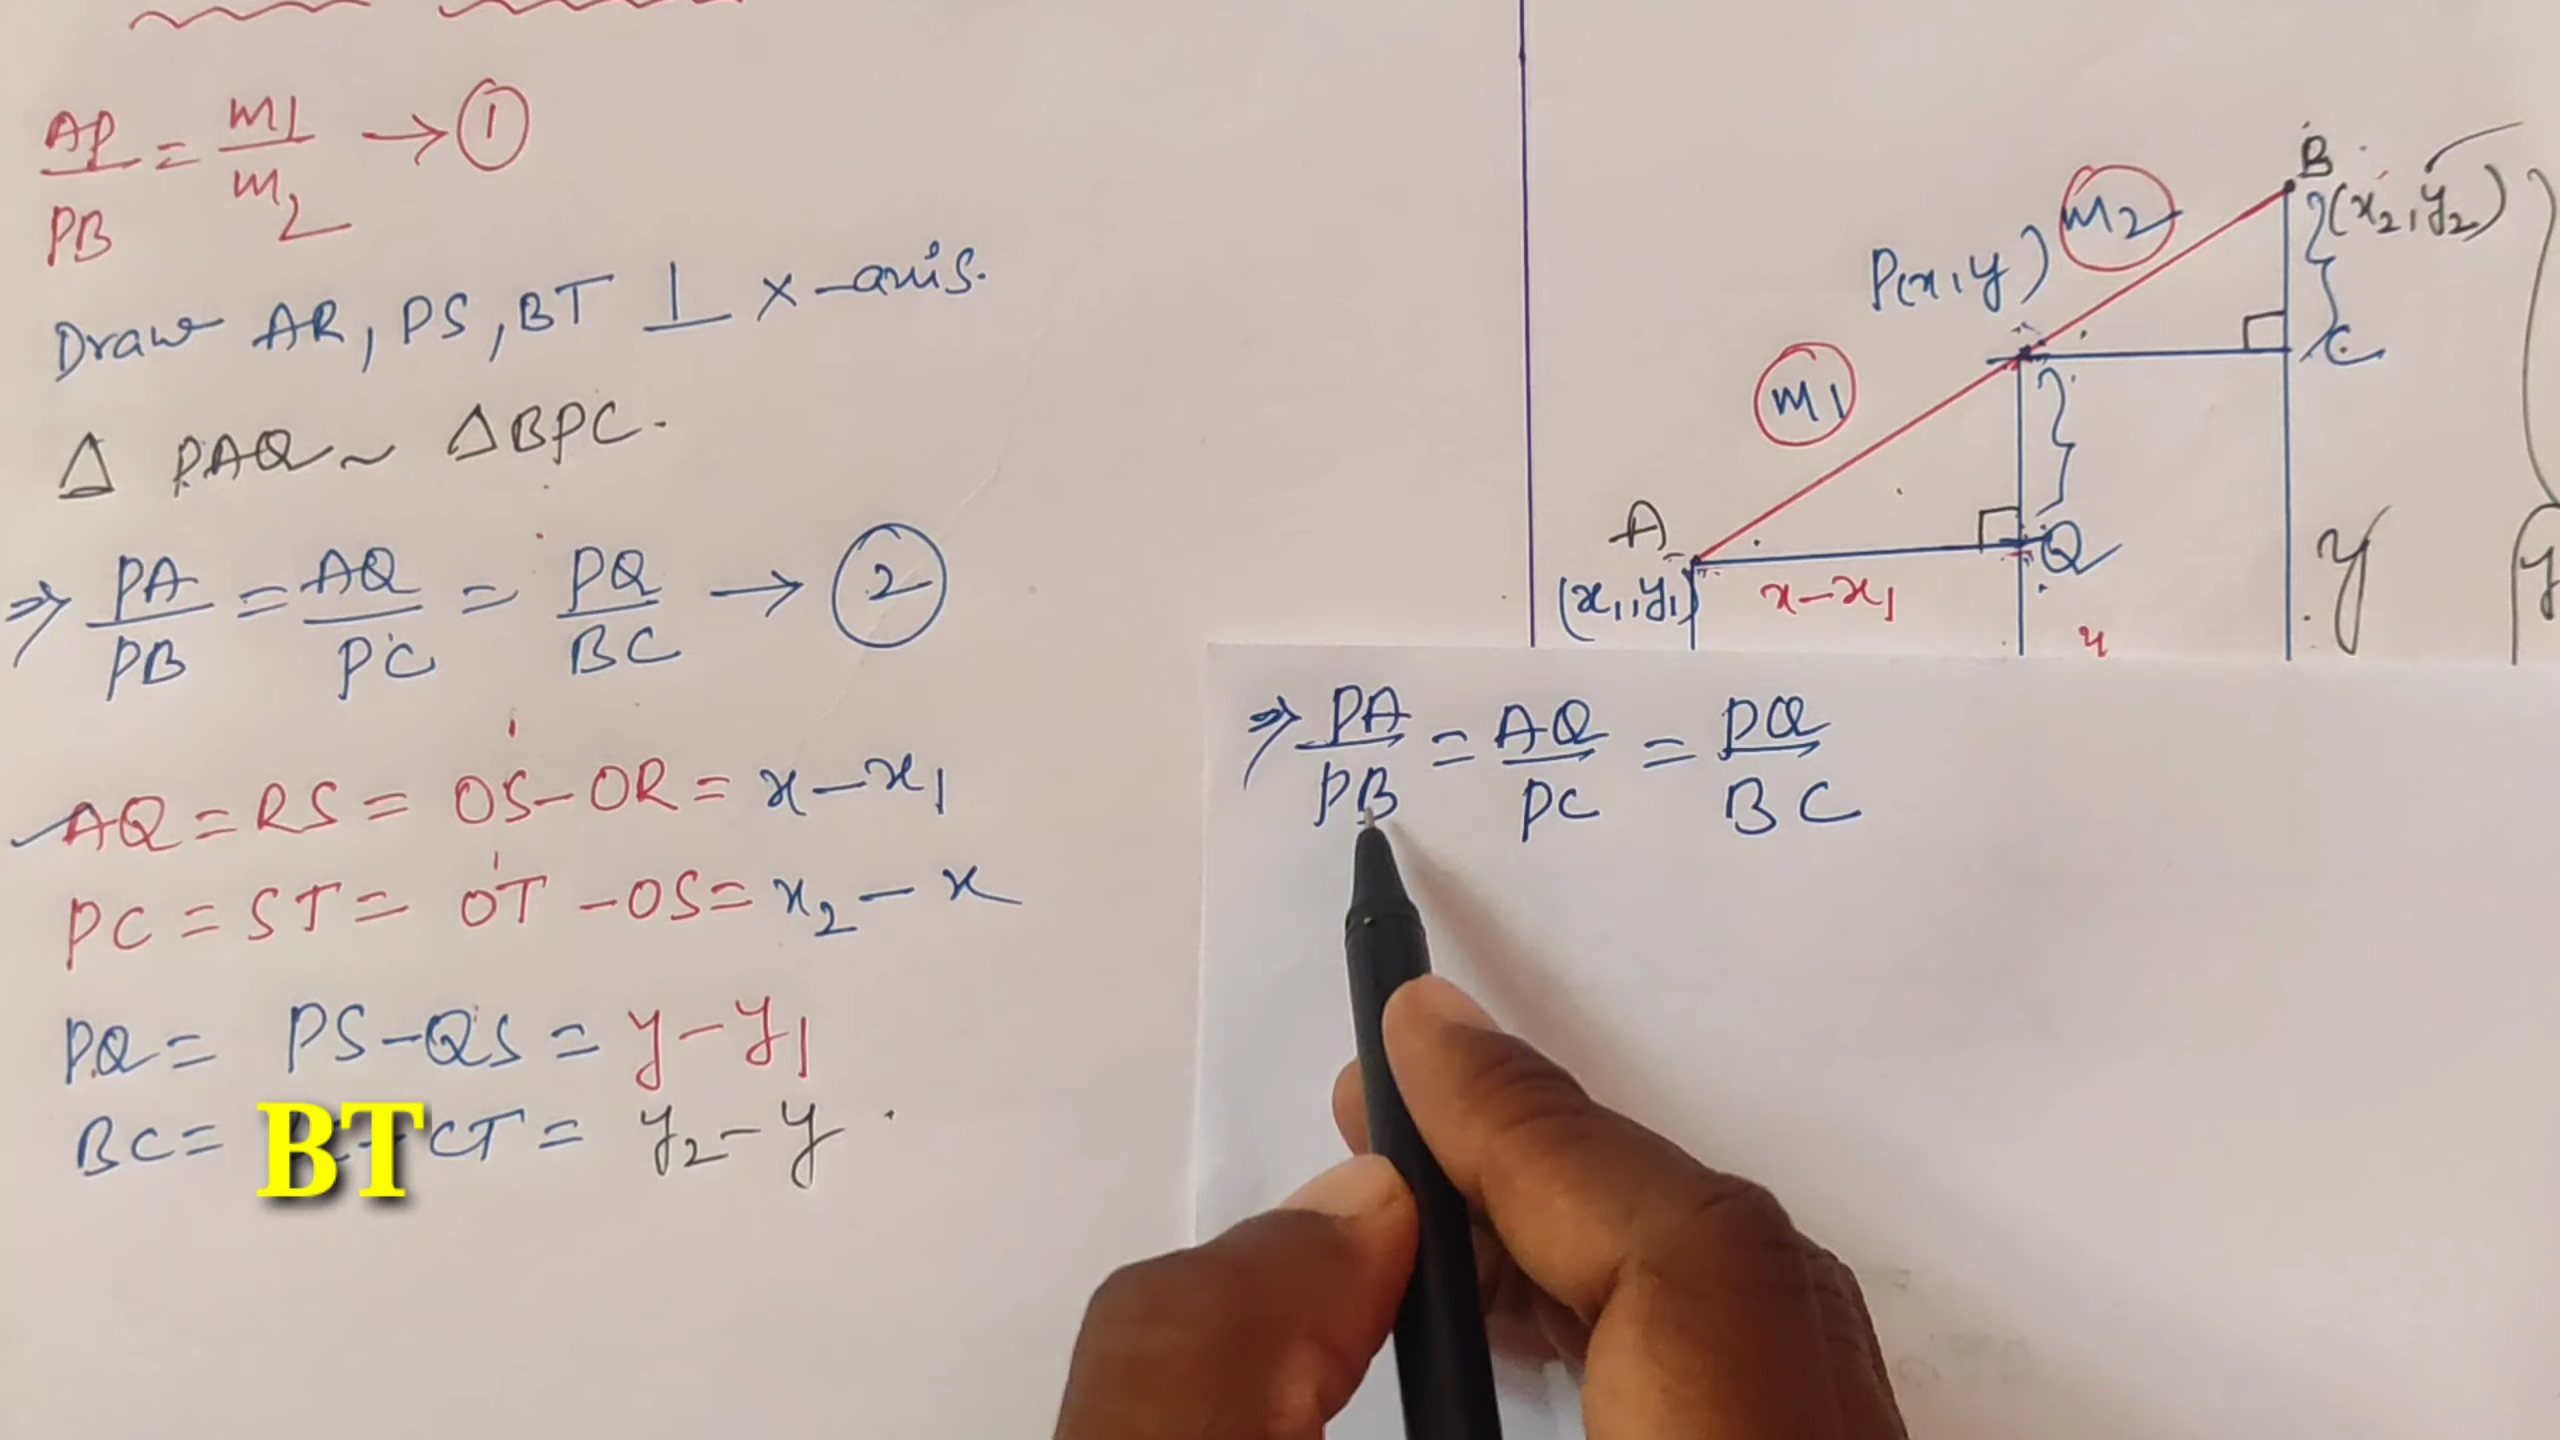 AP/PB = m1/m2 → ①
Draw AR, PS, BT ⊥ x-axis.
Δ PAQ ~ ΔBPC.
⇒ PA/PB = AQ/PC = PQ/BC → ②
AQ = RS = OS - OR = x - x1
PC = ST = OT - OS = x2 - x
PQ = PS - QS = y - y1
BC = BT - CT = y2 - y
B
(x2, y2)
m2
P(x, y)
C
m1
A
Q
(x1, y1)
x - x1
y
y
⇒ PA/PB = AQ/PC = PQ/BC